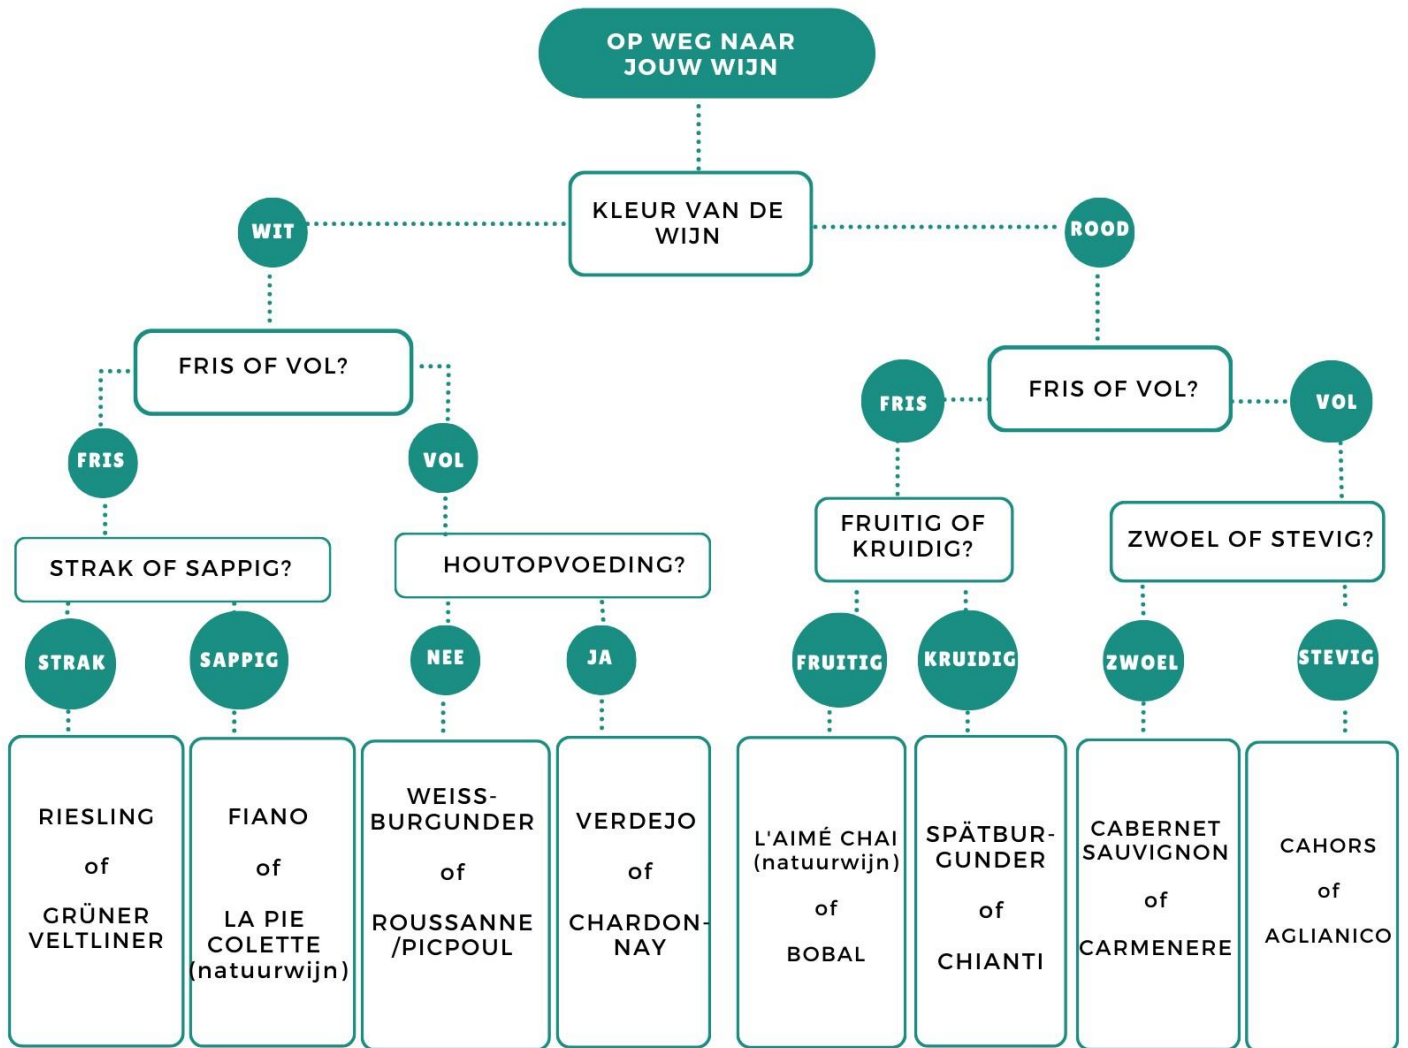 OP WEG NAAR
JOUW WIJN
KLEUR VAN DE
WIJN
WIT
ROOD
FRIS OF VOL?
FRIS OF VOL?
FRIS
VOL
FRIS
VOL
STRAK OF SAPPIG?
HOUTOPVOEDING?
FRUITIG OF
KRUIDIG?
ZWOEL OF STEVIG?
STRAK
SAPPIG
NEE
JA
FRUITIG
KRUIDIG
ZWOEL
STEVIG
RIESLING
of
GRÜNER
VELTLINER
FIANO
of
LA PIE
COLETTE
(natuurwijn)
WEISS-
BURGUNDER
of
ROUSSANNE
/PICPOUL
VERDEJO
of
CHARDON-
NAY
L'AIMÉ CHAI
(natuurwijn)
of
BOBAL
SPÄTBUR-
GUNDER
of
CHIANTI
CABERNET
SAUVIGNON
of
CARMENERE
CAHORS
of
AGLIANICO